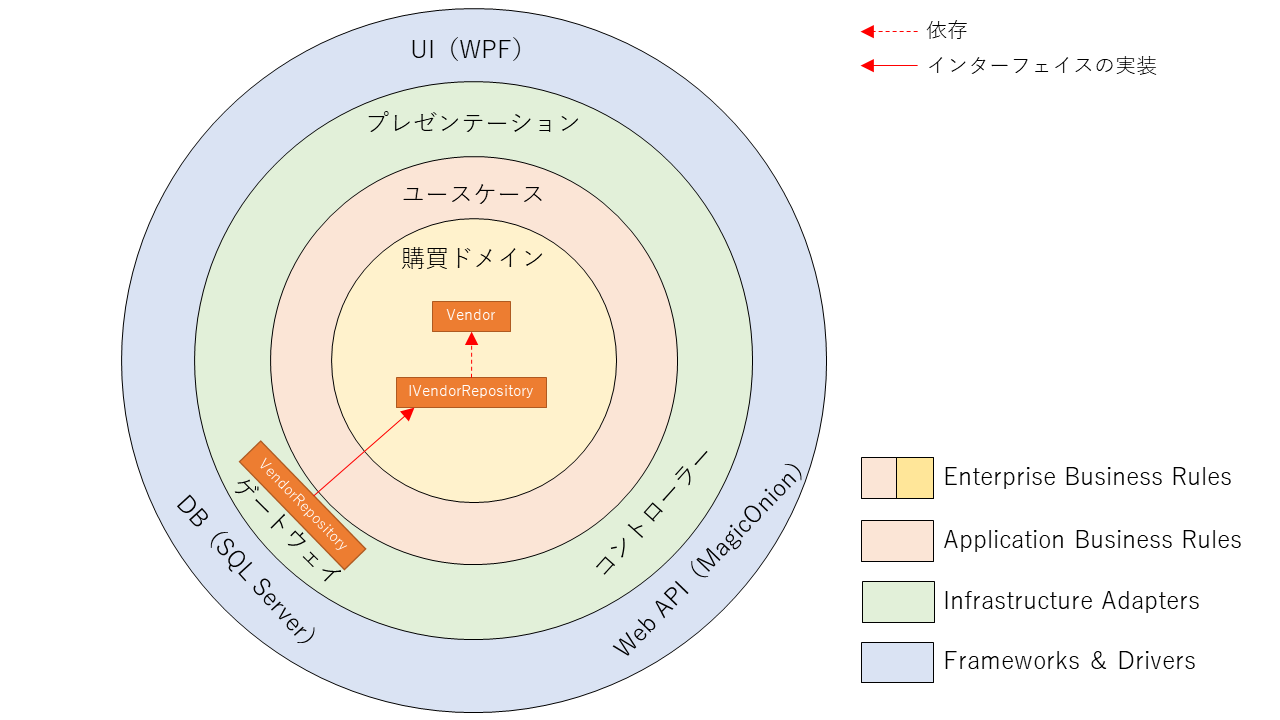 UI（WPF）
プレゼンテーション
ユースケース
購買ドメイン
Vendor
IVendorRepository
VendorRepository
ゲートウェイ
コントローラー
DB（SQL Server）
Web API（MagicOnion）
依存
インターフェイスの実装
Enterprise Business Rules
Application Business Rules
Infrastructure Adapters
Frameworks & Drivers